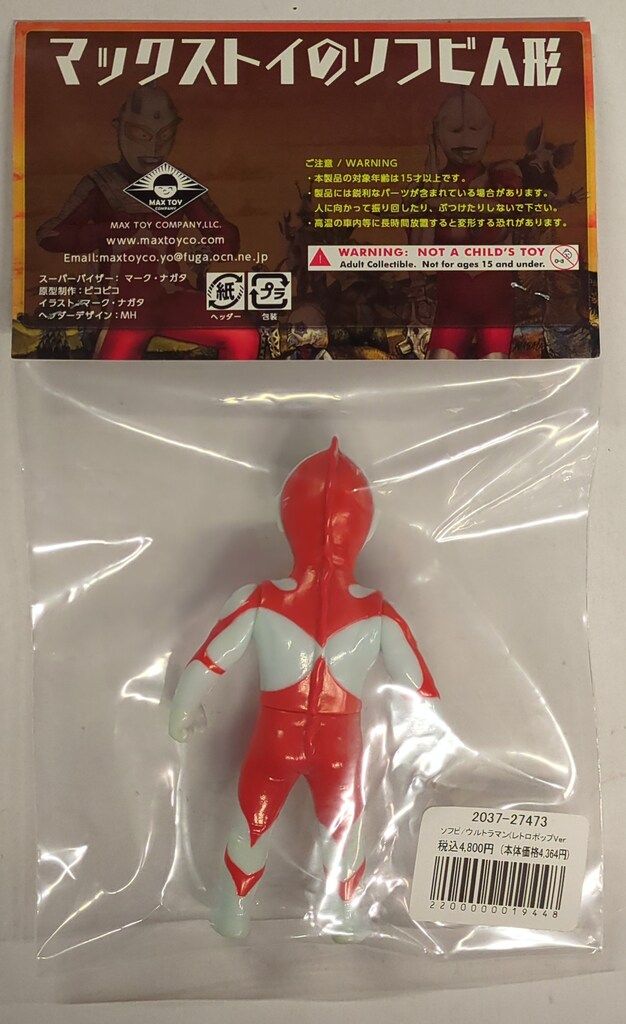 マックストイのソフビ人形
MAX TOY
COMPANY
MAX TOY COMPANY,LLC.
www.maxtoyco.com
Email:maxtoyco.yo@fuga.ocn.ne.jp
スーパーバイザー：マーク・ナガタ
原型制作：ピコピコ
イラスト・マーク・ナガタ
ヘッダーデザイン：MH
紙
ヘッダー
プラ
包装
ご注意 / WARNING
・本製品の対象年齢は15才以上です。
・製品には鋭利なパーツが含まれている場合があります。
人に向かって振り回したり、ぶつけたりしないで下さい。
・高温の車内等に長時間放置すると変形する恐れがあります。
WARNING: NOT A CHILD'S TOY
Adult Collectible. Not for ages 15 and under.
0-3
2037-27473
ソフビ/ウルトラマン/レトロポップVer
税込4,800円 (本体価格4,364円)
2200000019448